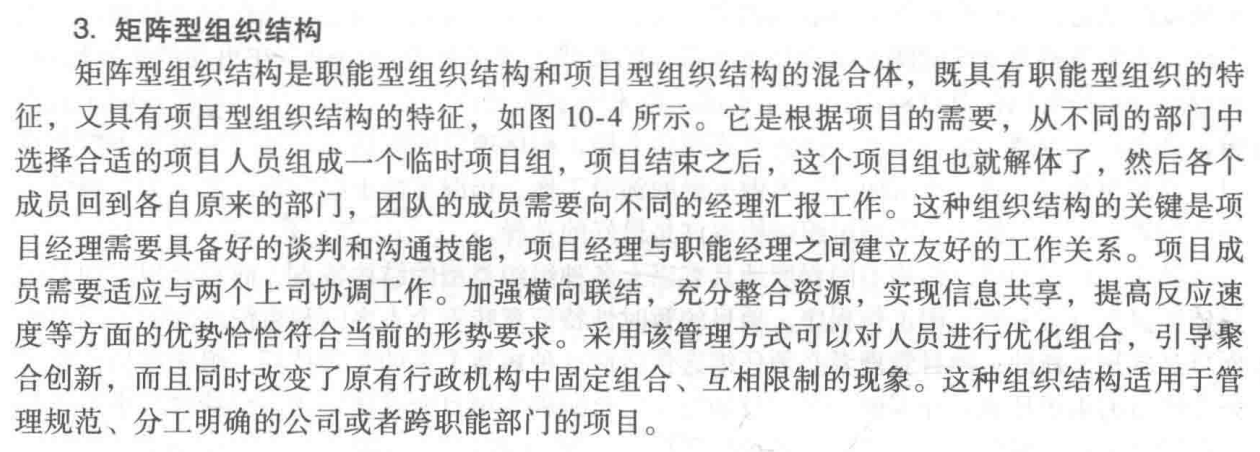 3. 矩阵型组织结构
矩阵型组织结构是职能型组织结构和项目型组织结构的混合体，既具有职能型组织的特
征，又具有项目型组织结构的特征，如图 10-4 所示。它是根据项目的需要，从不同的部门中
选择合适的项目人员组成一个临时项目组，项目结束之后，这个项目组也就解体了，然后各个
成员回到各自原来的部门，团队的成员需要向不同的经理汇报工作。这种组织结构的关键是项
目经理需要具备好的谈判和沟通技能，项目经理与职能经理之间建立友好的工作关系。项目成
员需要适应与两个上司协调工作。加强横向联结，充分整合资源，实现信息共享，提高反应速
度等方面的优势恰恰符合当前的形势要求。采用该管理方式可以对人员进行优化组合，引导聚
合创新，而且同时改变了原有行政机构中固定组合、互相限制的现象。这种组织结构适用于管
理规范、分工明确的公司或者跨职能部门的项目。